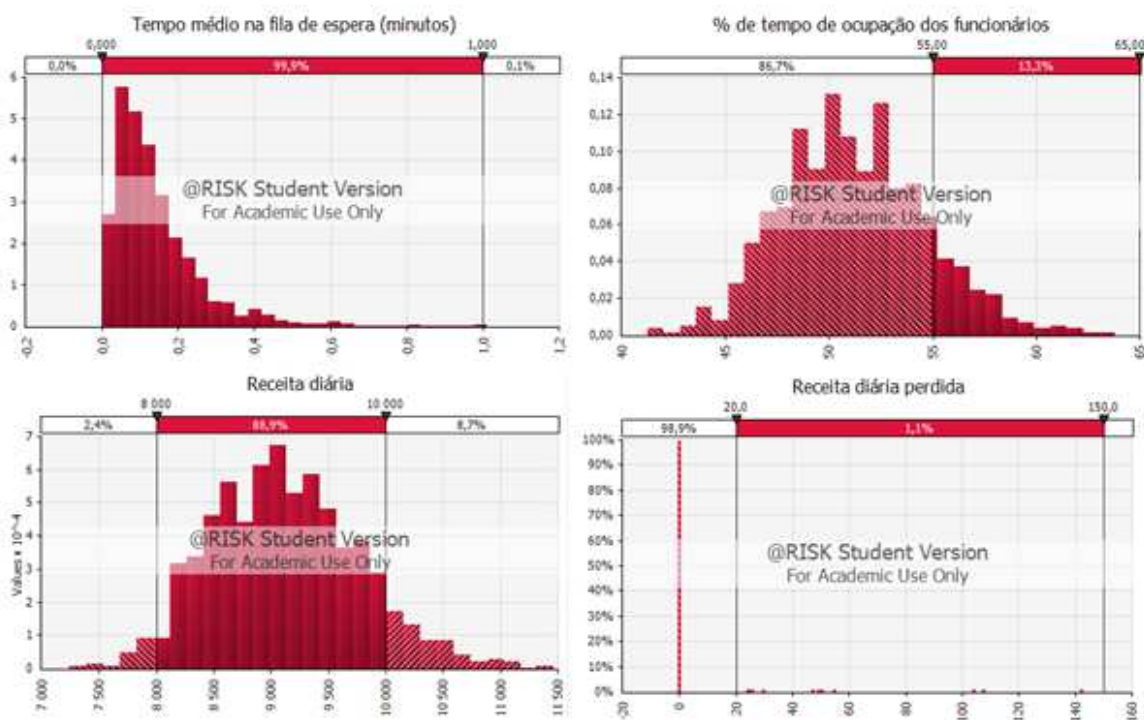 Tempo médio na fila de espera (minutos)
0,000 1,000
0,0% 99,9% 0,1%
6
5
4
3
2
1
0
@RISK Student Version
For Academic Use Only
-0,2 0,0 0,2 0,4 0,6 0,8 1,0 1,2
% de tempo de ocupação dos funcionários
55,00 65,00
86,7% 13,3%
0,14
0,12
0,10
0,08
0,06
0,04
0,02
0,00
@RISK Student Version
For Academic Use Only
40 45 50 55 60 65
Receita diária
8 000 10 000
2,4% 88,9% 8,7%
7
6
5
4
3
2
1
0
Values x 10^-4
@RISK Student Version
For Academic Use Only
7 000 7 500 8 000 8 500 9 000 9 500 10 000 10 500 11 000 11 500
Receita diária perdida
20,0 150,0
98,9% 1,1%
100%
90%
80%
70%
60%
50%
40%
30%
20%
10%
0%
@RISK Student Version
For Academic Use Only
-20 0 20 40 60 80 100 120 140 160